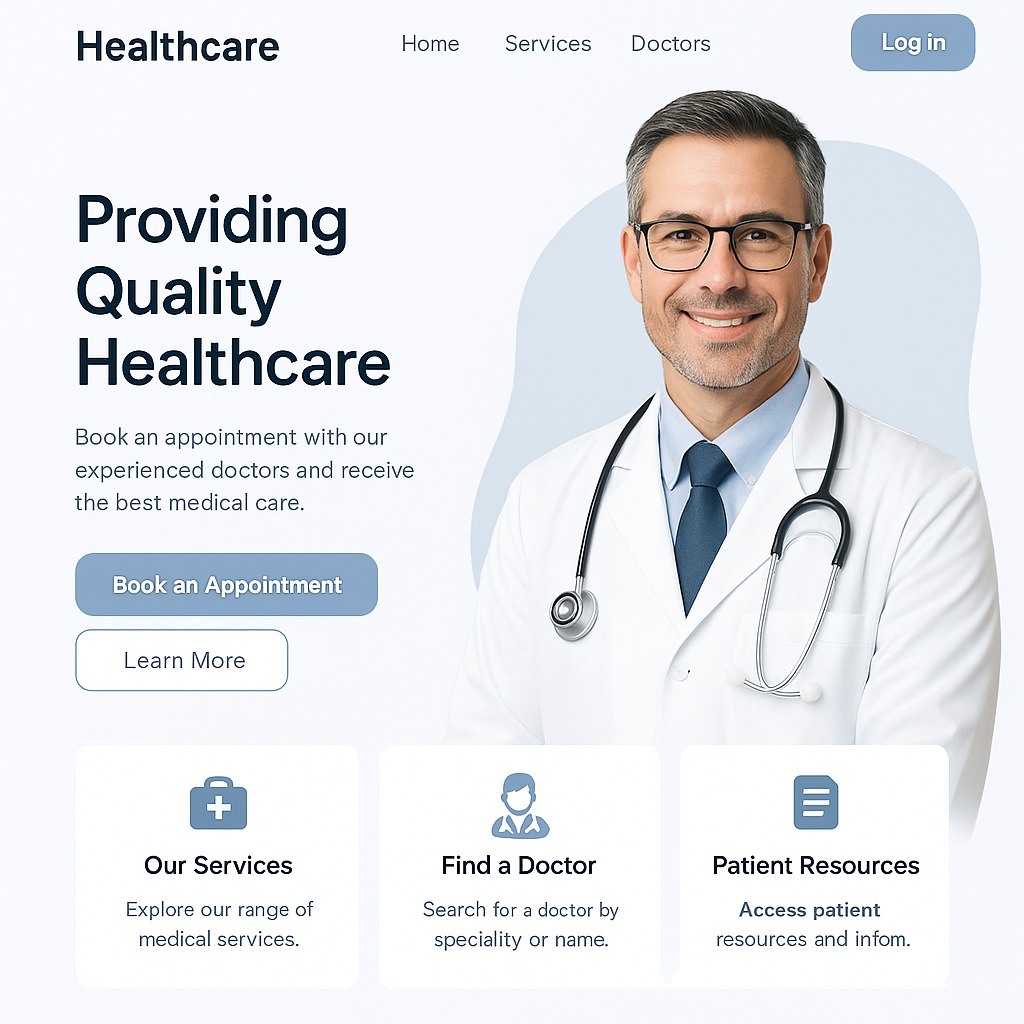 Healthcare
Home Services Doctors
Log in
Providing
Quality
Healthcare
Book an appointment with our
experienced doctors and receive
the best medical care.
Book an Appointment
Learn More
Our Services
Explore our range of
medical services.
Find a Doctor
Search for a doctor by
speciality or name.
Patient Resources
Access patient
resources and infom.